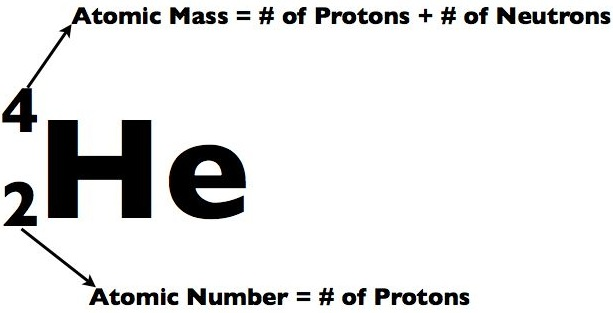 Atomic Mass = # of Protons + # of Neutrons
4
He
2
Atomic Number = # of Protons